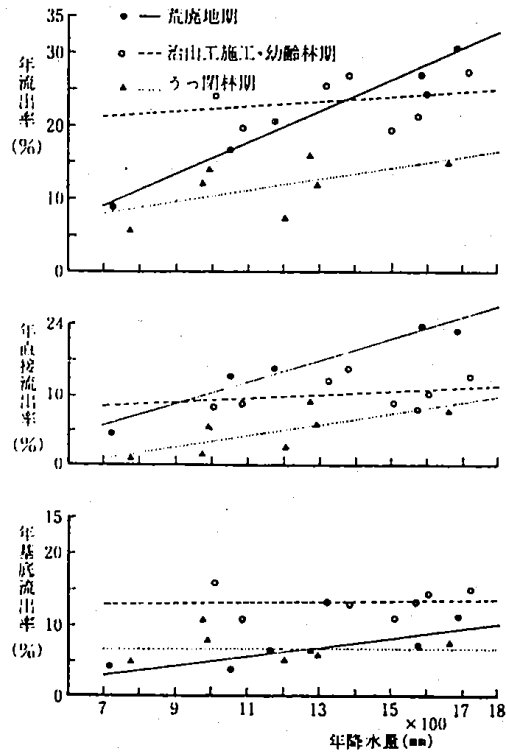 ● — 荒廃地期
○ ---- 治山工施工・幼齢林期
▲ ······ うっ閉林期
年流出率(%)
35
30
20
10
0
年直接流出率(%)
24
10
0
年基底流出率(%)
15
20
10
5
0
7 9 11 13 15 17 18
×100
年降水量(mm)